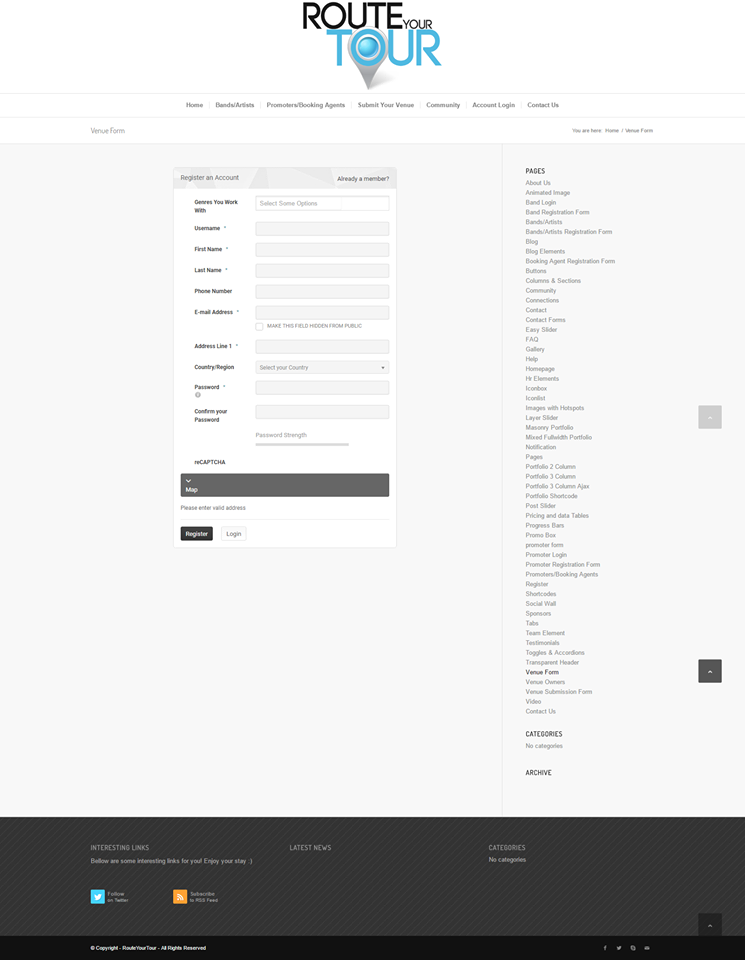 ROUTE YOUR
TOUR
Home
Bands/Artists
Promoters/Booking Agents
Submit Your Venue
Community
Account Login
Contact Us
Venue Form
You are here: Home / Venue Form
Register an Account
Already a member?
Genres You Work
With
Select Some Options
Username *
First Name *
Last Name *
Phone Number
E-mail Address *
MAKE THIS FIELD HIDDEN FROM PUBLIC
Address Line 1 *
Country/Region
Select your Country
Password *
?
Confirm your
Password
Password Strength
reCAPTCHA
Map
Please enter valid address
Register
Login
PAGES
About Us
Animated Image
Band Login
Band Registration Form
Bands/Artists
Bands/Artists Registration Form
Blog
Blog Elements
Booking Agent Registration Form
Buttons
Columns & Sections
Community
Connections
Contact
Contact Forms
Easy Slider
FAQ
Gallery
Help
Homepage
Hr Elements
Iconbox
Iconlist
Images with Hotspots
Layer Slider
Masonry Portfolio
Mixed Fullwidth Portfolio
Notification
Pages
Portfolio 2 Column
Portfolio 3 Column
Portfolio 3 Column Ajax
Portfolio Shortcode
Post Slider
Pricing and data Tables
Progress Bars
Promo Box
promoter form
Promoter Login
Promoter Registration Form
Promoters/Booking Agents
Register
Shortcodes
Social Wall
Sponsors
Tabs
Team Element
Testimonials
Toggles & Accordions
Transparent Header
Venue Form
Venue Owners
Venue Submission Form
Video
Contact Us
CATEGORIES
No categories
ARCHIVE
INTERESTING LINKS
Bellow are some interesting links for you! Enjoy your stay :)
Follow
on Twitter
Subscribe
to RSS Feed
LATEST NEWS
CATEGORIES
No categories
© Copyright - RouteYourTour - All Rights Reserved